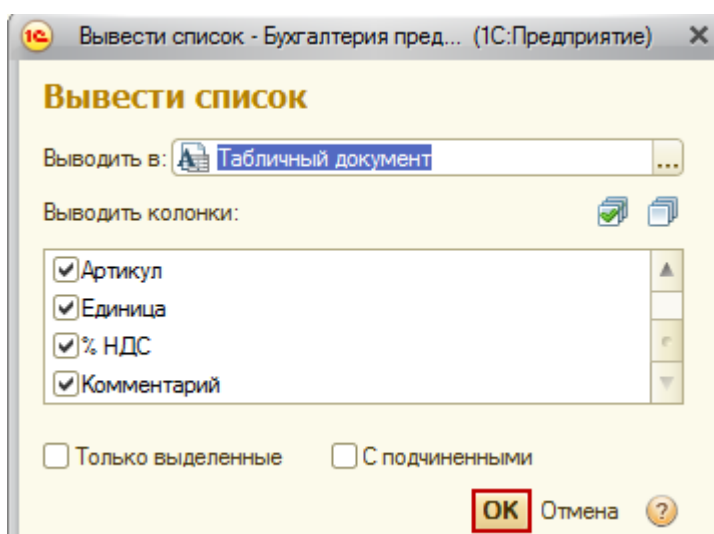 1С Вывести список - Бухгалтерия пред... (1С:Предприятие)
Вывести список
Выводить в: Табличный документ ...
Выводить колонки:
Артикул
Единица
% НДС
Комментарий
Только выделенные С подчиненными
ОК Отмена ?